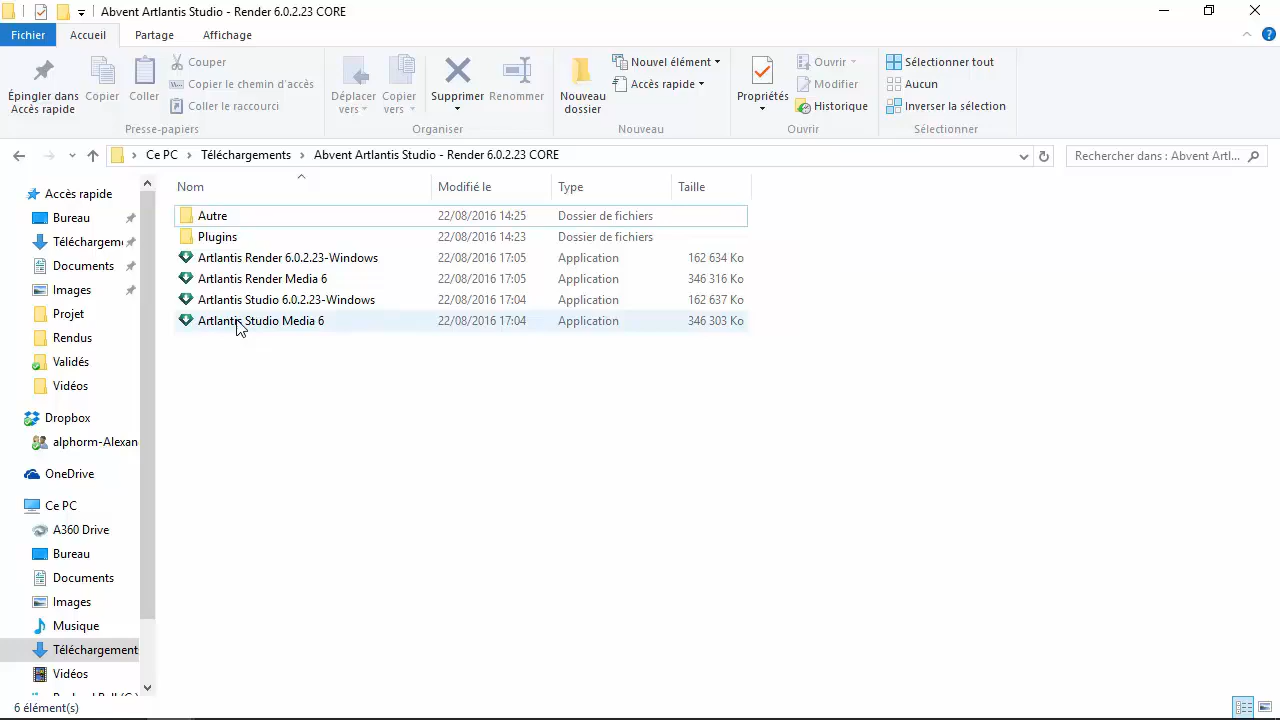 Abvent Artlantis Studio - Render 6.0.2.23 CORE
Fichier Accueil Partage Affichage
Épingler dans Accès rapide
Copier
Coller
Couper
Copier le chemin d'accès
Coller le raccourci
Presse-papiers
Déplacer vers
Copier vers
Supprimer
Renommer
Organiser
Nouveau dossier
Nouvel élément
Accès rapide
Nouveau
Propriétés
Ouvrir
Modifier
Historique
Ouvrir
Sélectionner tout
Aucun
Inverser la sélection
Sélectionner
Ce PC > Téléchargements > Abvent Artlantis Studio - Render 6.0.2.23 CORE
Rechercher dans : Abvent Artl...
Accès rapide
Bureau
Téléchargem
Documents
Images
Projet
Rendus
Validés
Vidéos
Dropbox
alphorm-Alexan
OneDrive
Ce PC
A360 Drive
Bureau
Documents
Images
Musique
Téléchargement
Vidéos
Nom Modifié le Type Taille
Autre 22/08/2016 14:25 Dossier de fichiers
Plugins 22/08/2016 14:23 Dossier de fichiers
Artlantis Render 6.0.2.23-Windows 22/08/2016 17:05 Application 162 634 Ko
Artlantis Render Media 6 22/08/2016 17:05 Application 346 316 Ko
Artlantis Studio 6.0.2.23-Windows 22/08/2016 17:04 Application 162 637 Ko
Artlantis Studio Media 6 22/08/2016 17:04 Application 346 303 Ko
6 élément(s)